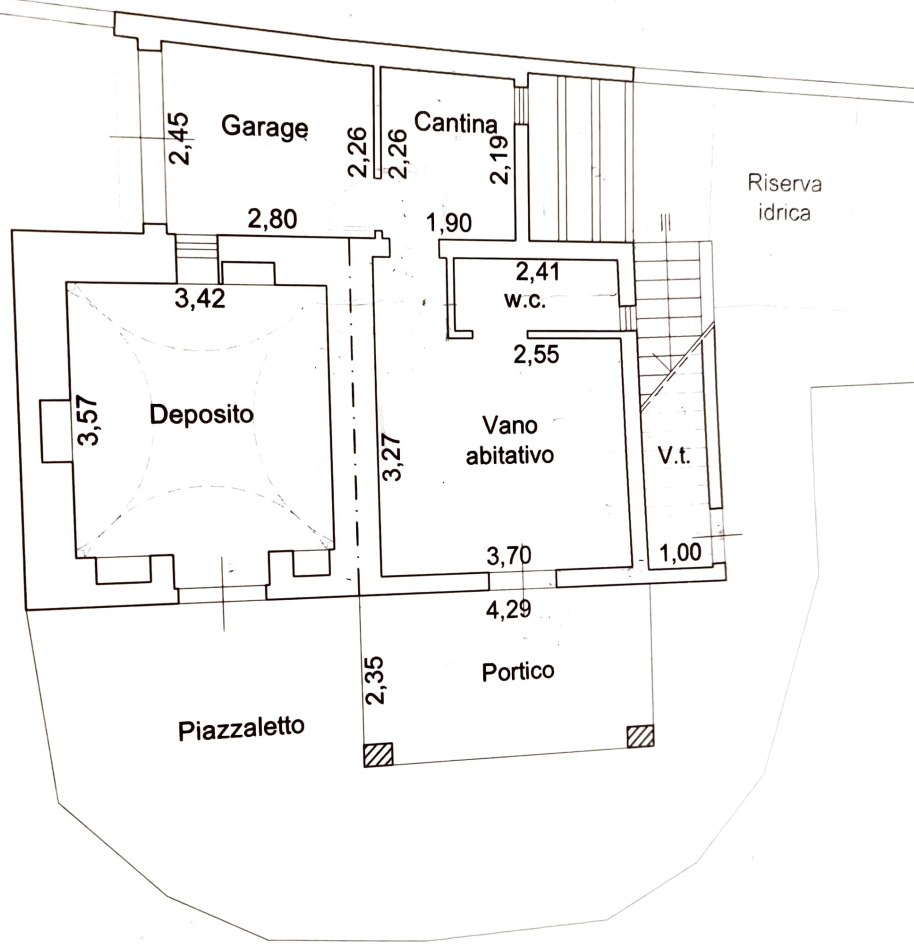 Garage
2,45
2,26
2,80
Cantina
2,26
2,19
1,90
Riserva
idrica
3,42
Deposito
3,57
2,41
w.c.
2,55
Vano
abitativo
3,27
3,70
V.t.
1,00
4,29
Portico
2,35
Piazzaletto